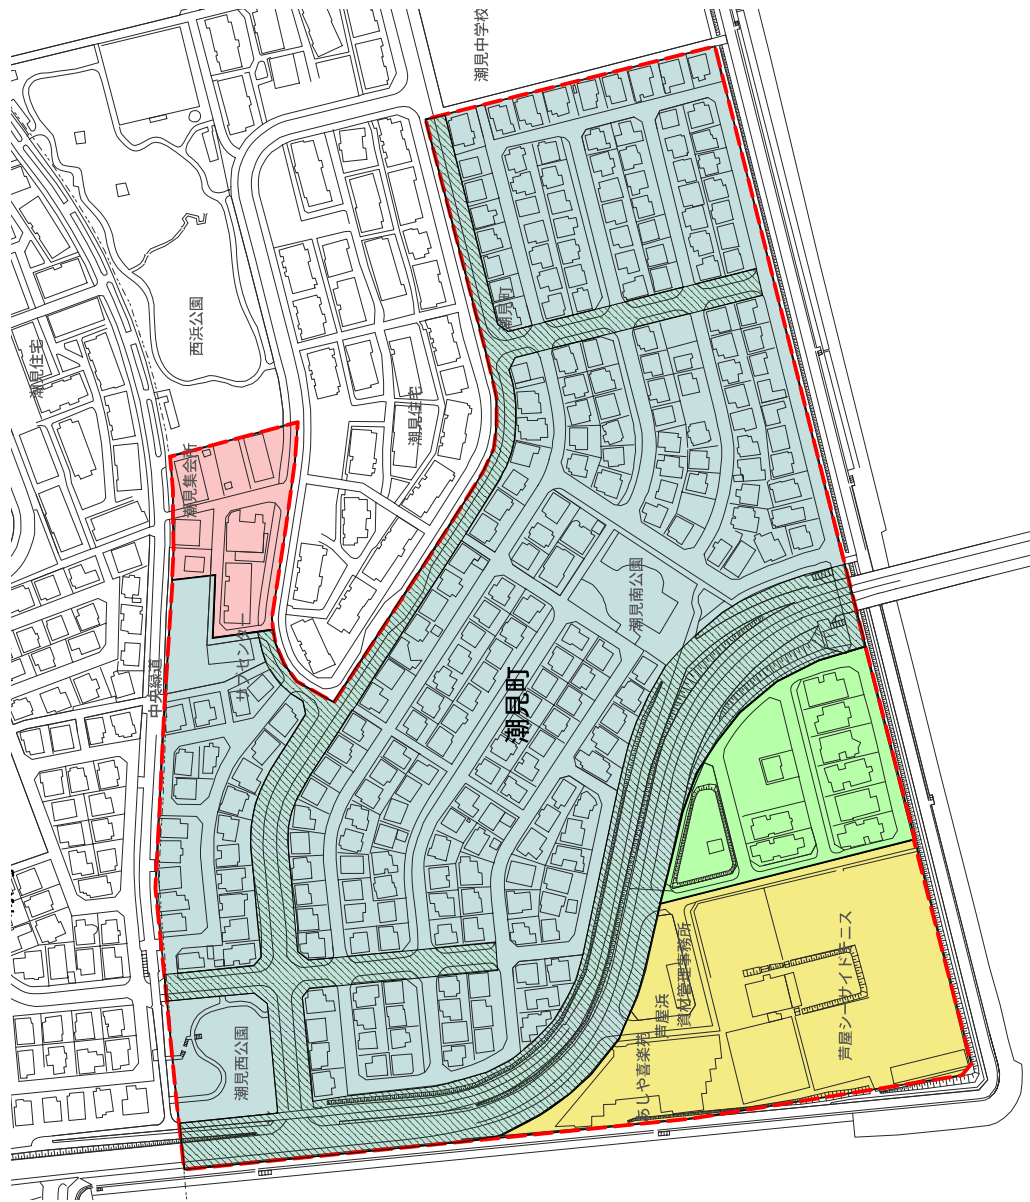 潮見中学校
潮見住宅
西浜公園
潮見町
潮見住宅
潮見集会所
潮見南公園
サブセンター
中央緑道
潮見町
芦屋シーサイドテニス
資材管理事務所
芦屋浜
あしや喜楽苑
潮見西公園